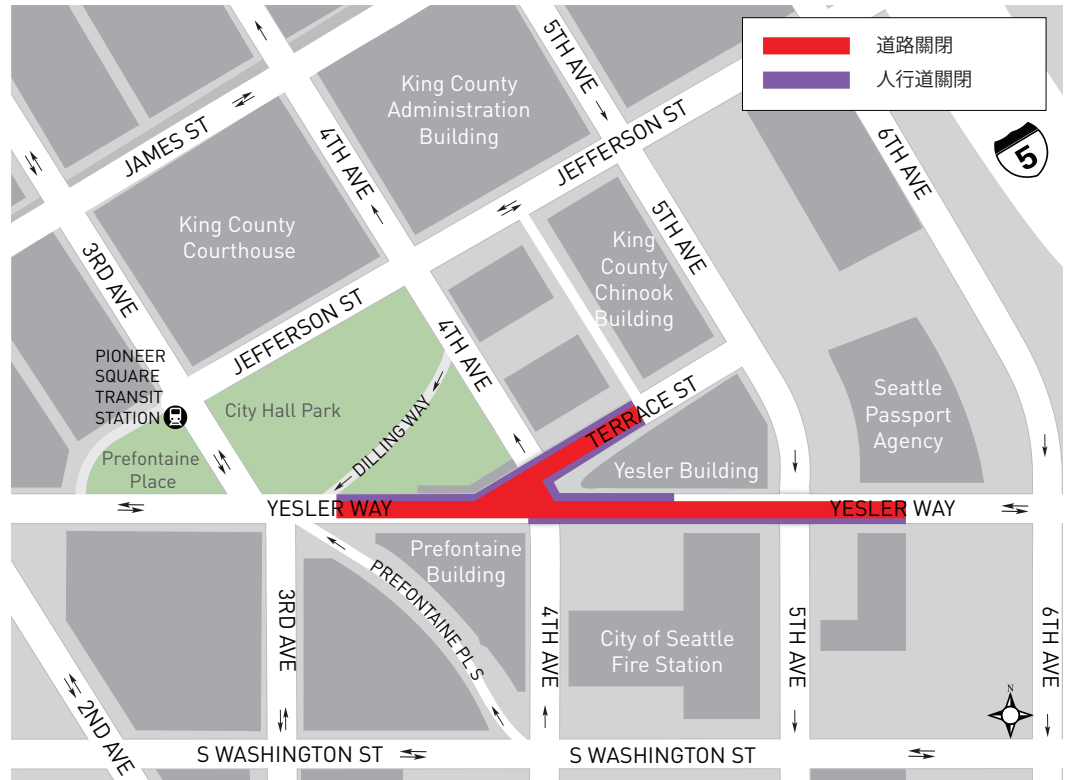 道路關閉
人行道關閉
5TH AVE
King County
Administration
Building
JAMES ST
4TH AVE
JEFFERSON ST
6TH AVE
5
King County
Courthouse
5TH AVE
King
County
Chinook
Building
3RD AVE
JEFFERSON ST
4TH AVE
PIONEER
SQUARE
TRANSIT
STATION
City Hall Park
DILLING WAY
TERRACE ST
Seattle
Passport
Agency
Prefontaine
Place
Yesler Building
YESLER WAY
YESLER WAY
Prefontaine
Building
PREFONTAINE PL S
3RD AVE
4TH AVE
City of Seattle
Fire Station
5TH AVE
6TH AVE
N
2ND AVE
S WASHINGTON ST
S WASHINGTON ST